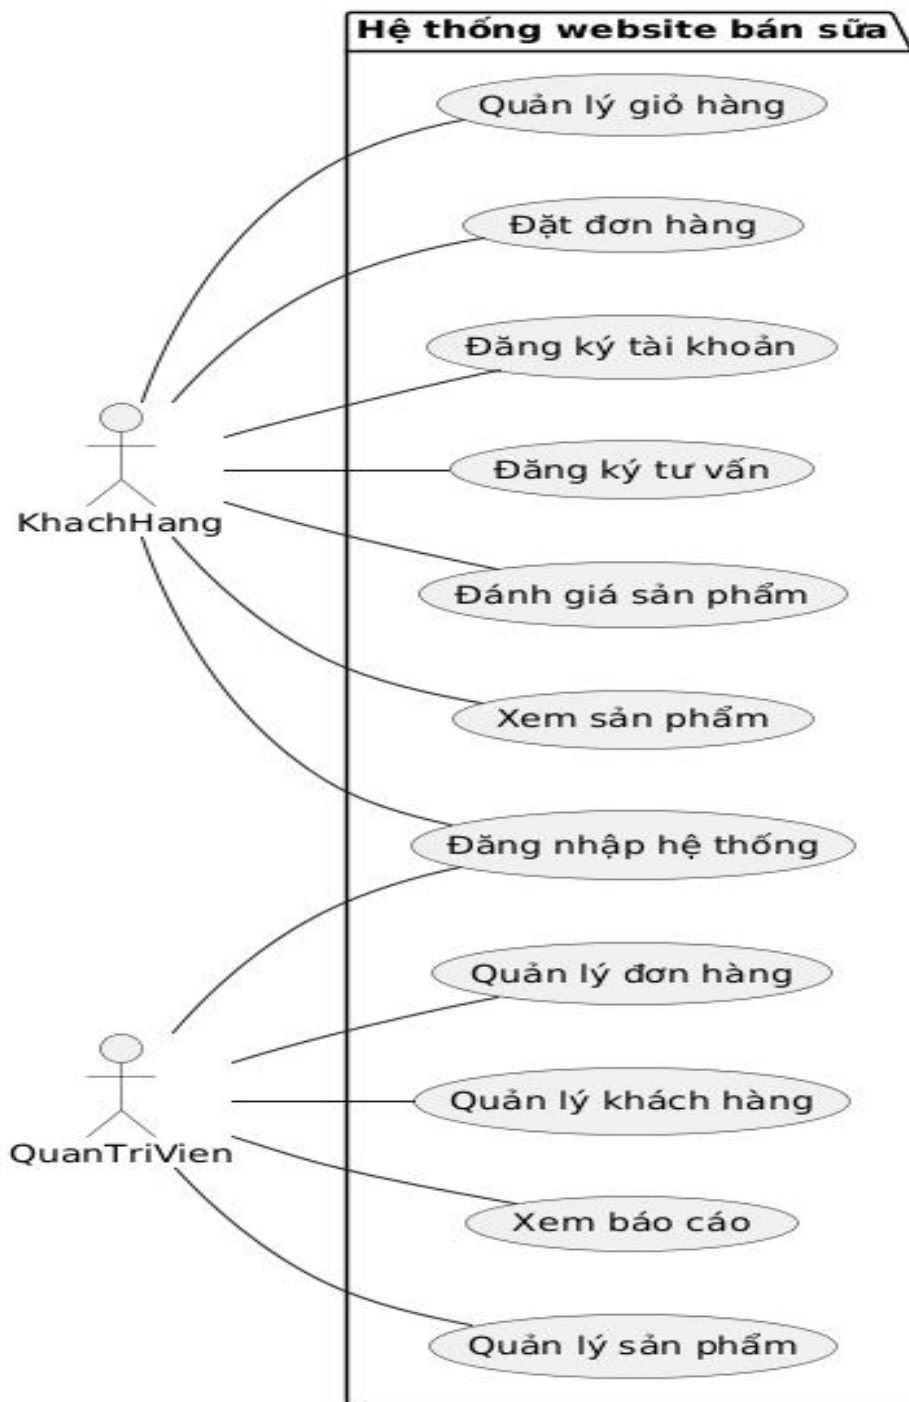 Hệ thống website bán sữa
Quản lý giỏ hàng
Đặt đơn hàng
Đăng ký tài khoản
Đăng ký tư vấn
KhachHang
Đánh giá sản phẩm
Xem sản phẩm
Đăng nhập hệ thống
Quản lý đơn hàng
Quản lý khách hàng
QuanTriVien
Xem báo cáo
Quản lý sản phẩm